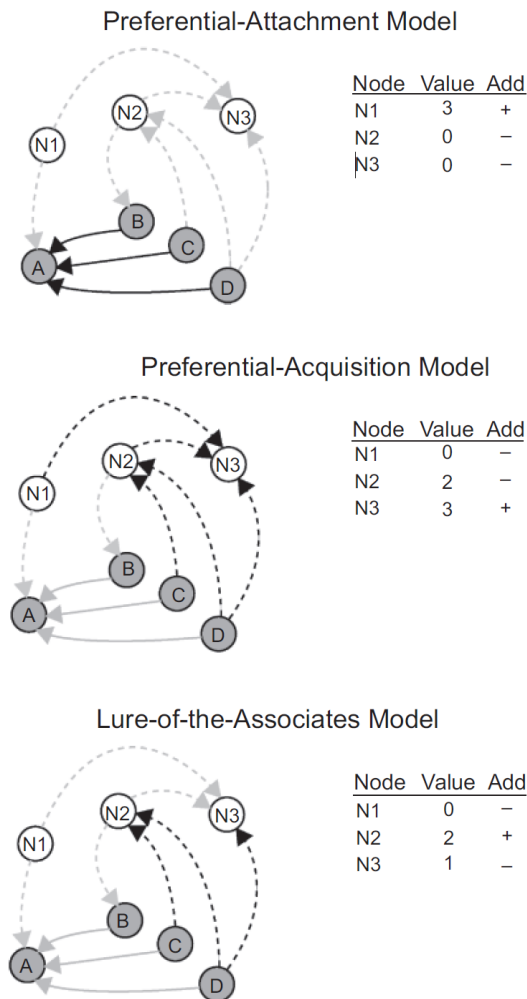 Preferential-Attachment Model
Node Value Add
N1 3 +
N2 0 –
N3 0 –
N1
N2
N3
B
C
A
D
Preferential-Acquisition Model
Node Value Add
N1 0 –
N2 2 –
N3 3 +
N2
N3
N1
B
C
A
D
Lure-of-the-Associates Model
Node Value Add
N1 0 –
N2 2 +
N3 1 –
N2
N3
N1
B
C
A
D